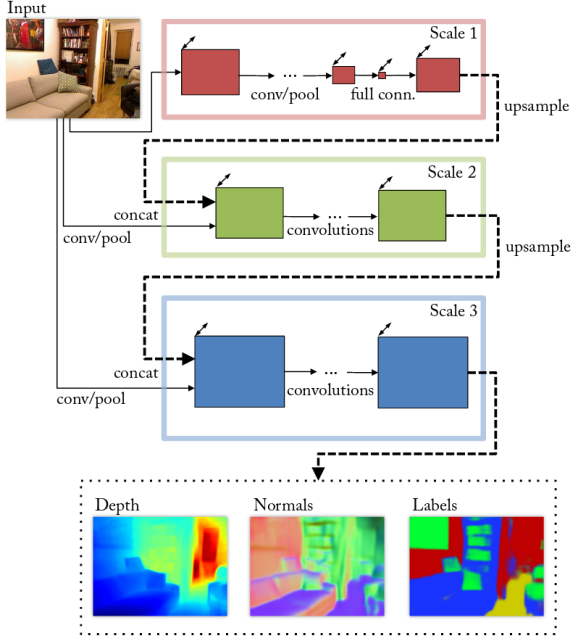 Input
Scale 1
conv/pool
...
full conn.
upsample
Scale 2
concat
conv/pool
...
convolutions
upsample
Scale 3
concat
conv/pool
...
convolutions
Depth
Normals
Labels